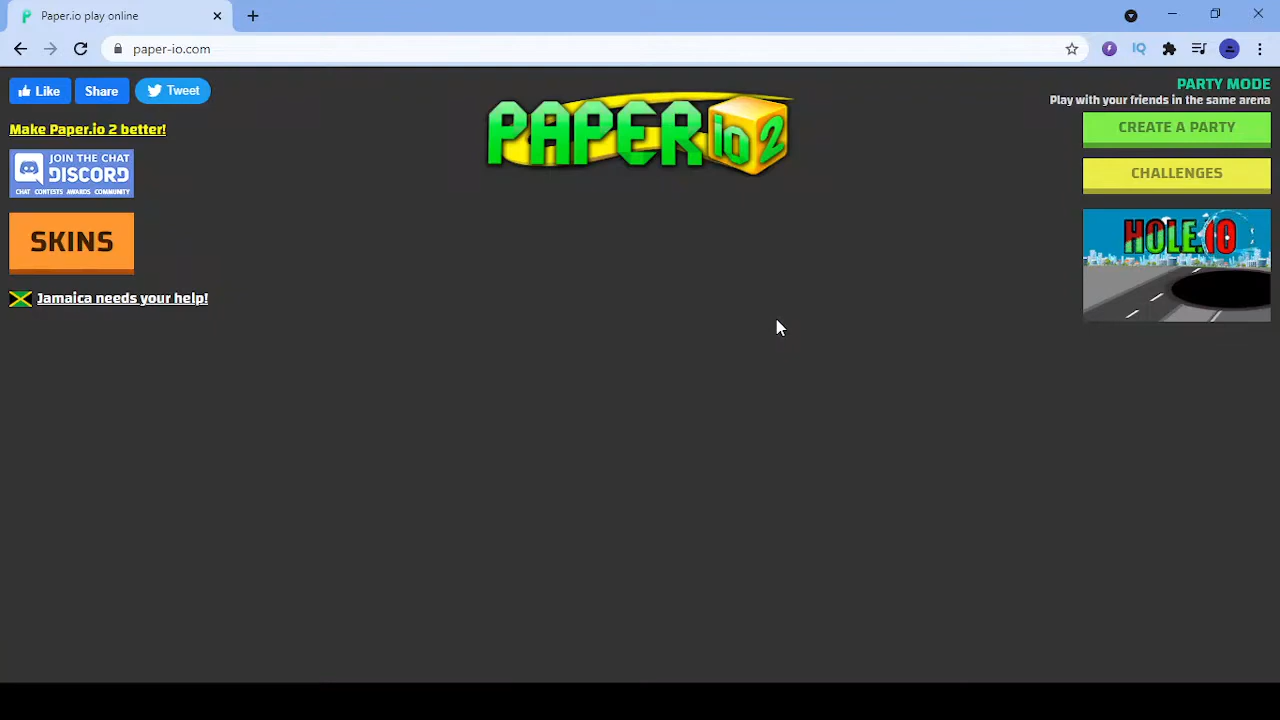 Paper.io play online
paper-io.com
IQ
Like
Share
Tweet
Make Paper.io 2 better!
JOIN THE CHAT
DISCORD
CHAT CONTESTS AWARDS COMMUNITY
SKINS
Jamaica needs your help!
PAPER io 2
PARTY MODE
Play with your friends in the same arena
CREATE A PARTY
CHALLENGES
HOLE.IO